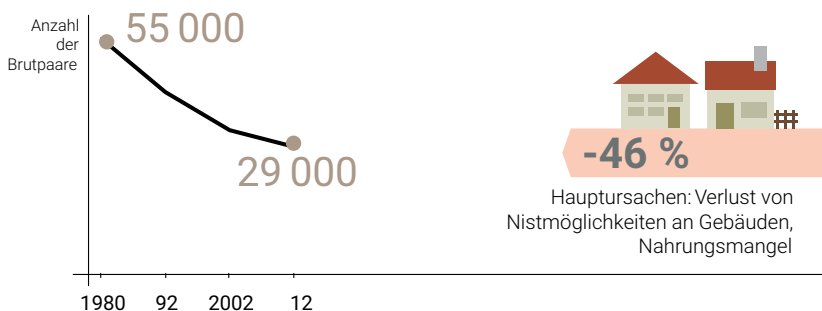 Anzahl
der
Brutpaare
55 000
29 000
-46 %
Hauptursachen: Verlust von
Nistmöglichkeiten an Gebäuden,
Nahrungsmangel
1980 92 2002 12